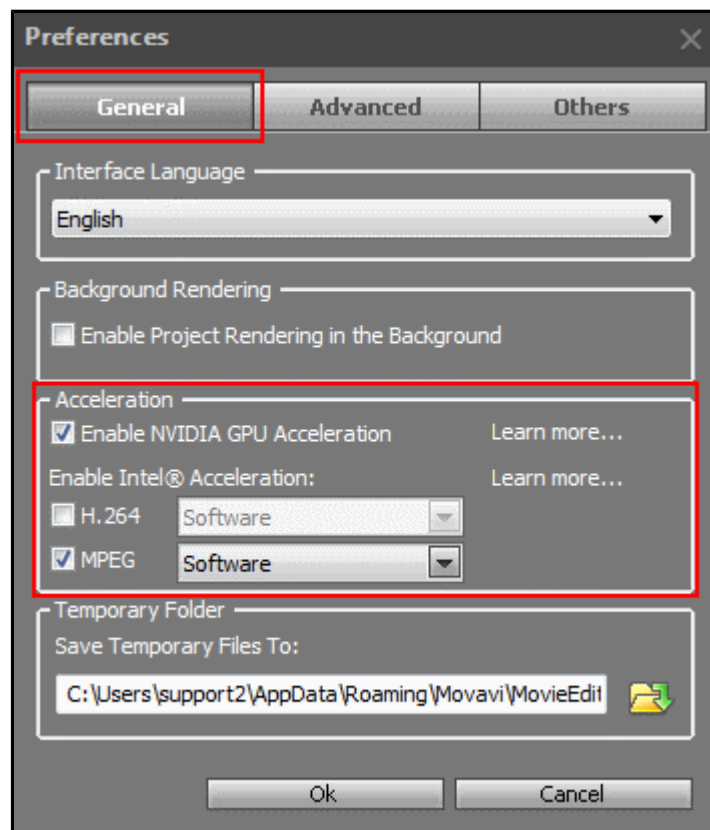 Preferences
General Advanced Others
Interface Language
English
Background Rendering
Enable Project Rendering in the Background
Acceleration
Enable NVIDIA GPU Acceleration Learn more...
Enable Intel® Acceleration: Learn more...
H.264 Software
MPEG Software
Temporary Folder
Save Temporary Files To:
C:\Users\support2\AppData\Roaming\Movavi\MovieEdit
Ok Cancel